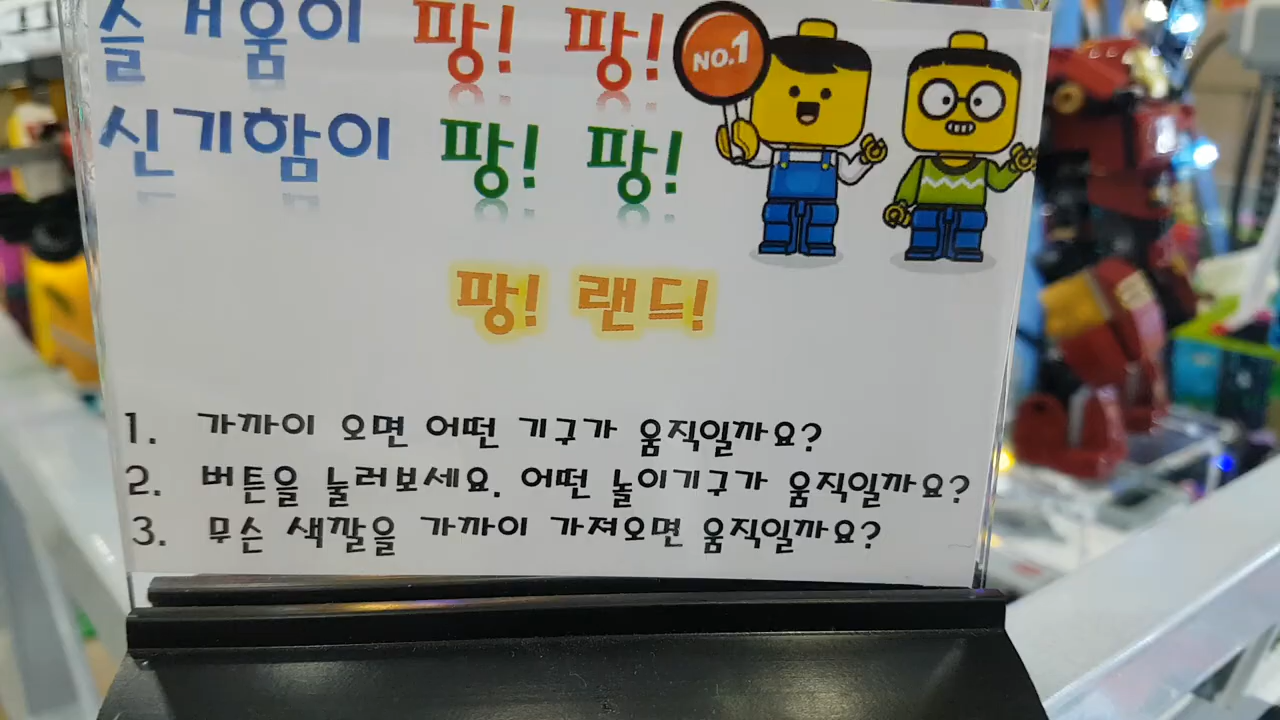 즐거움이 팡! 팡!
NO.1
신기함이 팡! 팡!
팡! 랜드!
1. 가까이 오면 어떤 기구가 움직일까요?
2. 버튼을 눌러보세요. 어떤 놀이기구가 움직일까요?
3. 무슨 색깔을 가까이 가져오면 움직일까요?